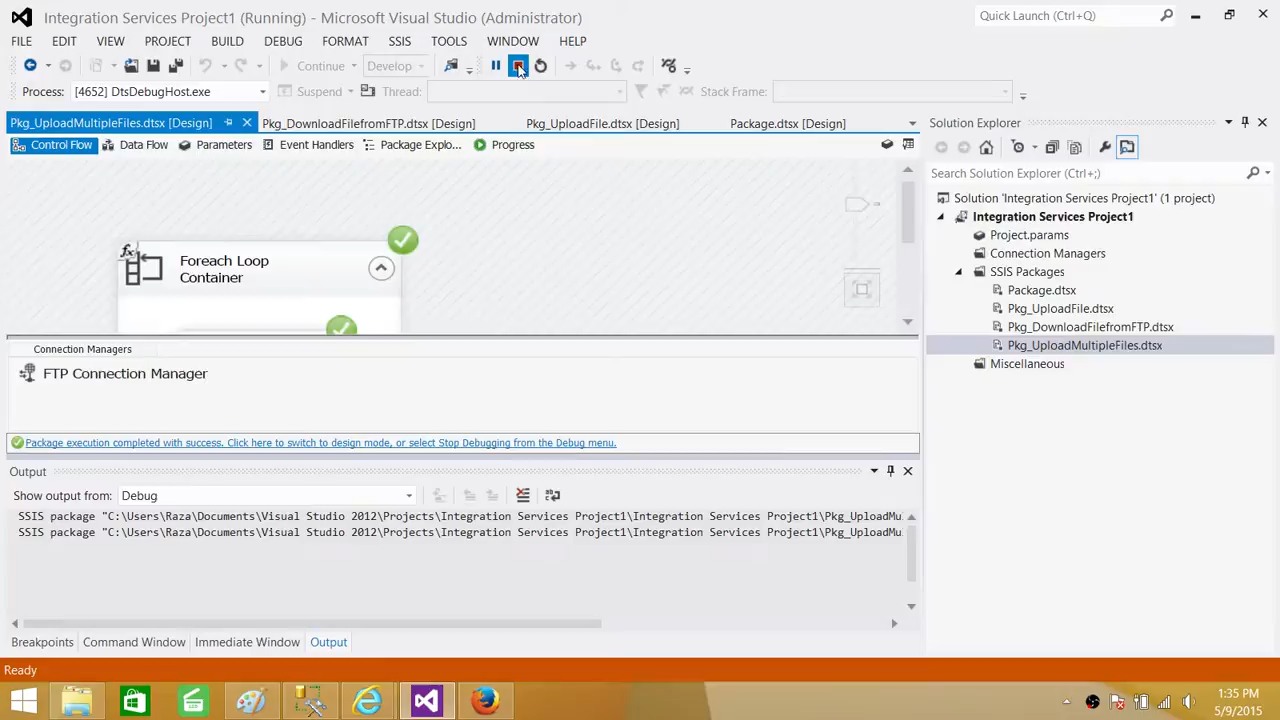 Integration Services Project1 (Running) - Microsoft Visual Studio (Administrator)
Quick Launch (Ctrl+Q)
FILE EDIT VIEW PROJECT BUILD DEBUG FORMAT SSIS TOOLS WINDOW HELP
Continue Develop
Process: [4652] DtsDebugHost.exe Suspend Thread: Stack Frame:
Pkg_UploadMultipleFiles.dtsx [Design] Pkg_DownloadFilefromFTP.dtsx [Design] Pkg_UploadFile.dtsx [Design] Package.dtsx [Design]
Solution Explorer
Control Flow Data Flow Parameters Event Handlers Package Explo... Progress
Search Solution Explorer (Ctrl+;)
Solution 'Integration Services Project1' (1 project)
Integration Services Project1
Project.params
Connection Managers
SSIS Packages
Package.dtsx
Pkg_UploadFile.dtsx
Pkg_DownloadFilefromFTP.dtsx
Pkg_UploadMultipleFiles.dtsx
Miscellaneous
fx
Foreach Loop
Container
Connection Managers
FTP Connection Manager
Package execution completed with success. Click here to switch to design mode, or select Stop Debugging from the Debug menu.
Output
Show output from: Debug
SSIS package "C:\Users\Raza\Documents\Visual Studio 2012\Projects\Integration Services Project1\Integration Services Project1\Pkg_UploadMu
SSIS package "C:\Users\Raza\Documents\Visual Studio 2012\Projects\Integration Services Project1\Integration Services Project1\Pkg_UploadMu
Breakpoints Command Window Immediate Window Output
Ready
1:35 PM
5/9/2015